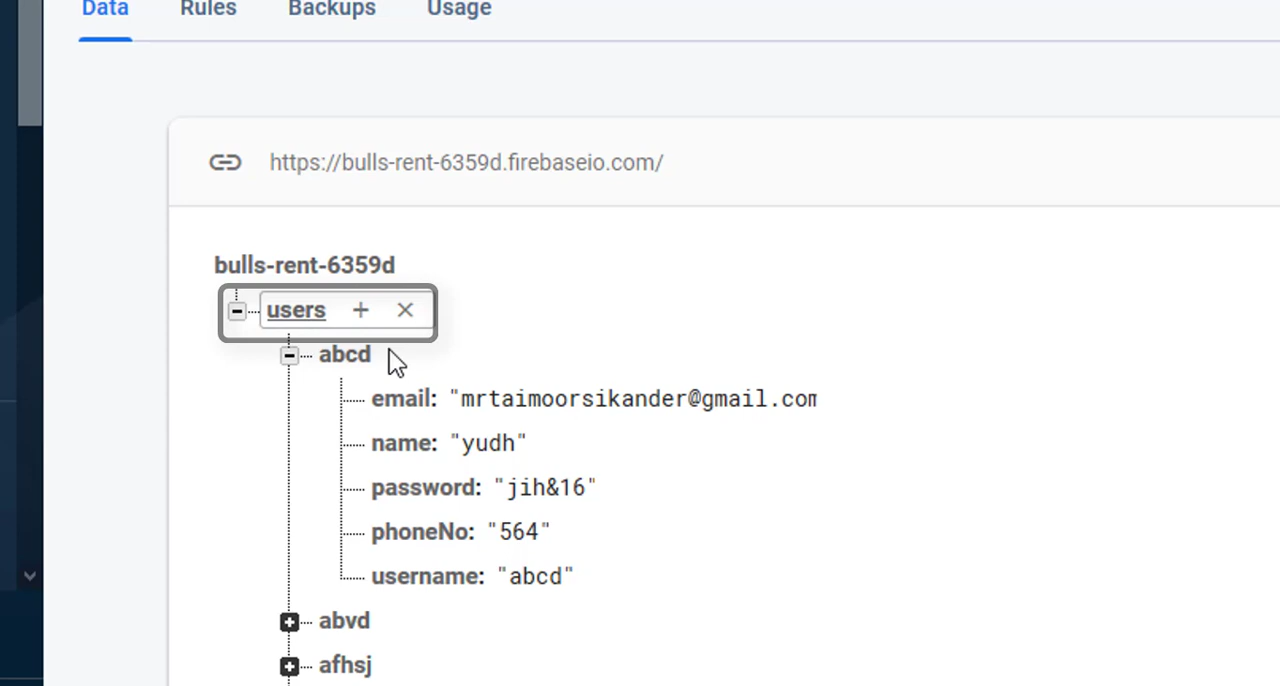 Data Rules Backups Usage
https://bulls-rent-6359d.firebaseio.com/
bulls-rent-6359d
users + ×
abcd
email: "mrtaimoorsikander@gmail.com
name: "yudh"
password: "jih&16"
phoneNo: "564"
username: "abcd"
abvd
afhsj